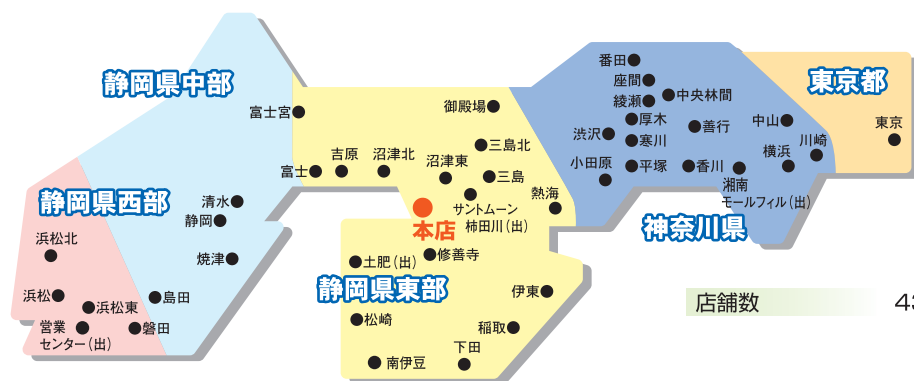 静岡県中部
静岡県西部
静岡県東部
神奈川県
東京都
浜松北
浜松
浜松東
営業
センター(出)
磐田
島田
焼津
静岡
清水
富士宮
富士
吉原
沼津北
沼津東
御殿場
三島北
三島
サントムーン
柿田川(出)
熱海
本店
土肥(出)
修善寺
伊東
松崎
稲取
南伊豆
下田
番田
座間
綾瀬
中央林間
厚木
渋沢
寒川
善行
小田原
平塚
香川
湘南
モールフィル(出)
中山
横浜
川崎
東京
店舗数